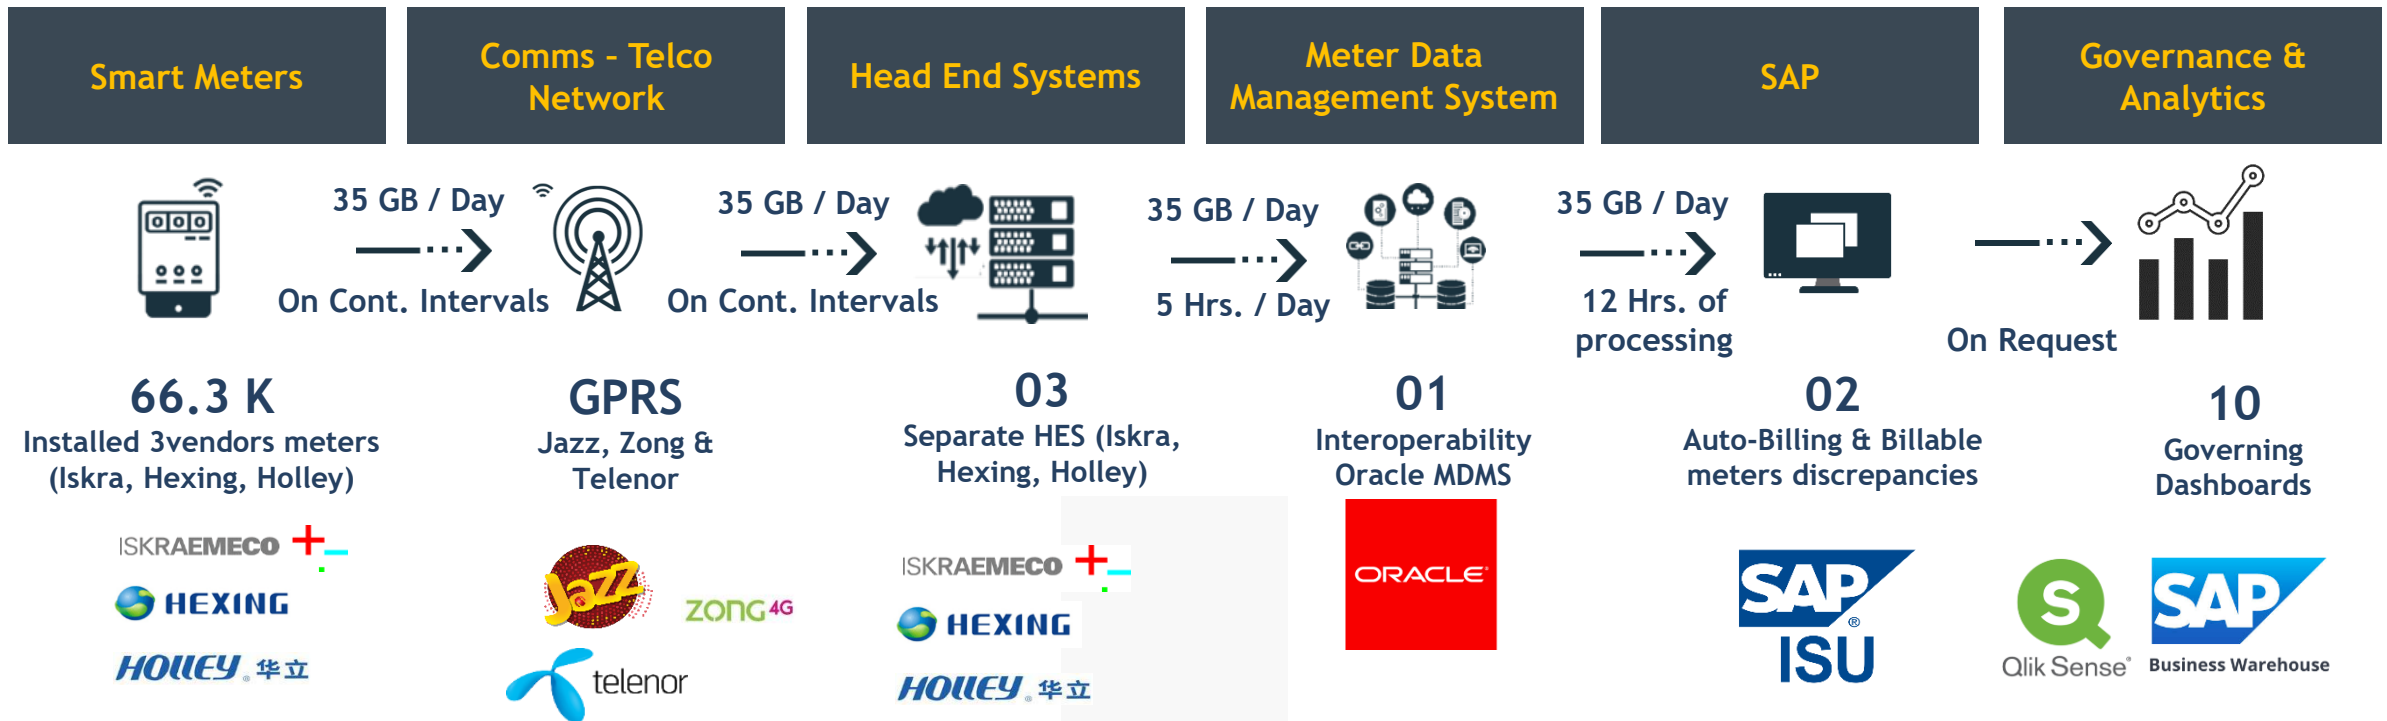 Smart Meters
Comms – Telco
Network
Head End Systems
Meter Data
Management System
SAP
Governance &
Analytics
35 GB / Day
On Cont. Intervals
35 GB / Day
On Cont. Intervals
35 GB / Day
5 Hrs. / Day
35 GB / Day
12 Hrs. of
processing
On Request
66.3 K
Installed 3vendors meters
(Iskra, Hexing, Holley)
GPRS
Jazz, Zong &
Telenor
03
Separate HES (Iskra,
Hexing, Holley)
01
Interoperability
Oracle MDMS
02
Auto-Billing & Billable
meters discrepancies
10
Governing
Dashboards
ISKRAEMECO
HEXING
HOLLEY® 华立
Jazz
ZONG 4G
telenor
ISKRAEMECO
HEXING
HOLLEY® 华立
ORACLE®
SAP®
ISU
S
Qlik Sense®
SAP
Business Warehouse